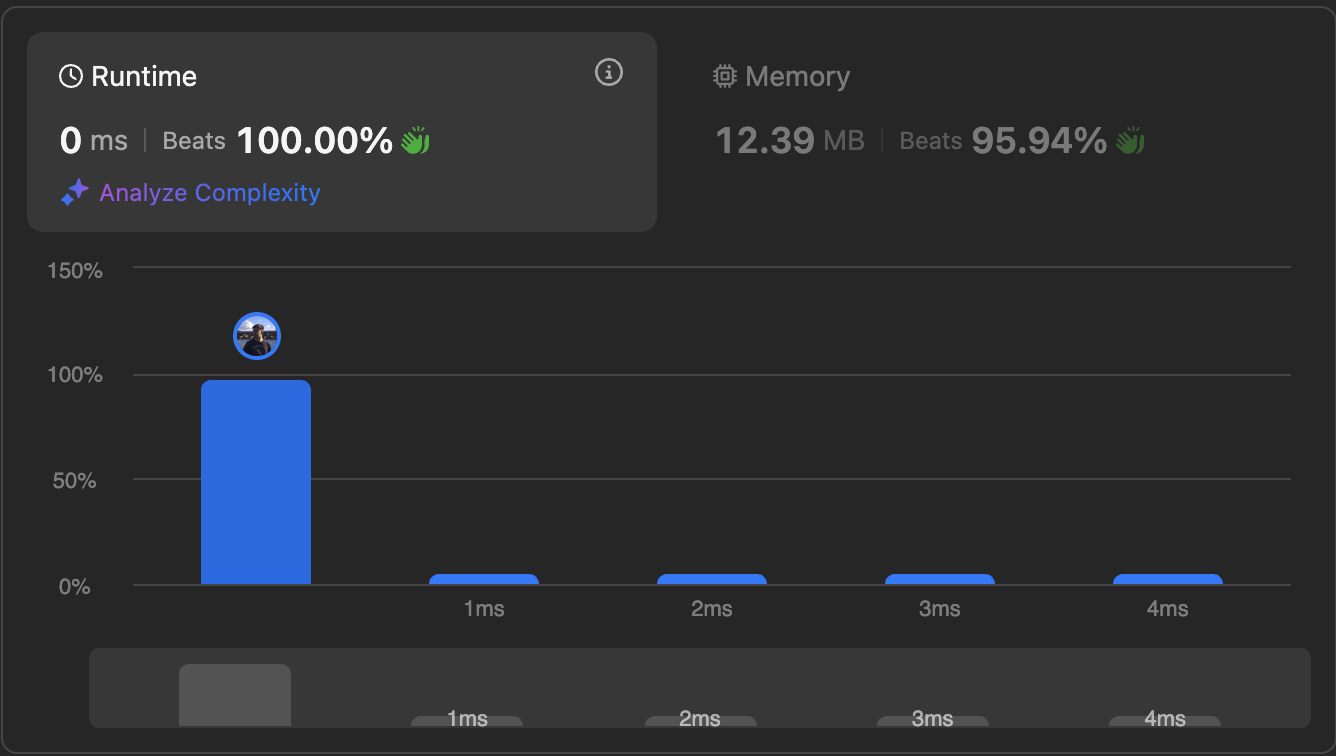 Runtime
0 ms | Beats 100.00%
Analyze Complexity
Memory
12.39 MB | Beats 95.94%
150%
100%
50%
0%
1ms 2ms 3ms 4ms
1ms 2ms 3ms 4ms